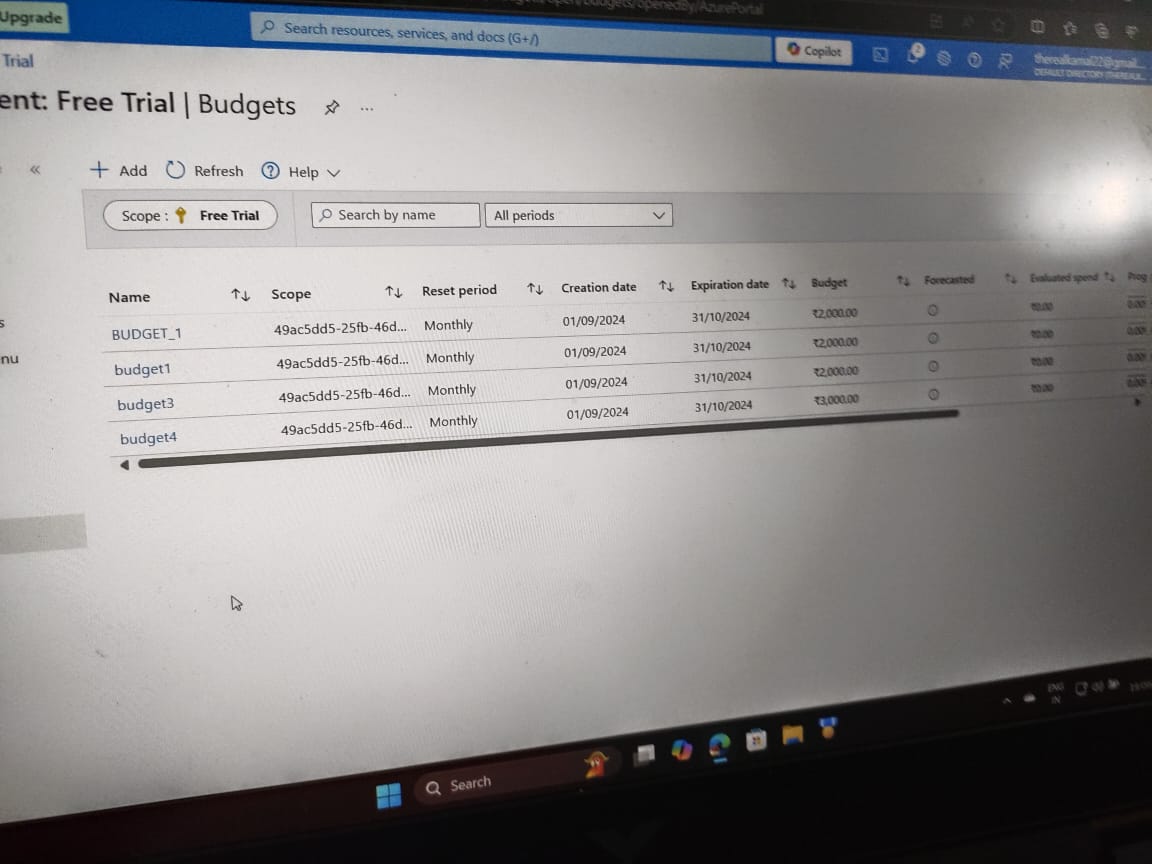 budgets/openedBy/AzurePortal
Upgrade
Search resources, services, and docs (G+/)
Copilot
2
Trial
therealkamal22@gmail....
DEFAULT DIRECTORY (THEREALK...
ent: Free Trial | Budgets
...
«
+ Add
Refresh
? Help
Scope : Free Trial
Search by name
All periods
Name ↑↓ Scope ↑↓ Reset period ↑↓ Creation date ↑↓ Expiration date ↑↓ Budget ↑↓ Forecasted ↑↓ Evaluated spend ↑↓ Prog
BUDGET_1 49ac5dd5-25fb-46d... Monthly 01/09/2024 31/10/2024 ₹2,000.00 ₹0.00 0.00
budget1 49ac5dd5-25fb-46d... Monthly 01/09/2024 31/10/2024 ₹2,000.00 ₹0.00 0.00
budget3 49ac5dd5-25fb-46d... Monthly 01/09/2024 31/10/2024 ₹2,000.00 ₹0.00 0.00
budget4 49ac5dd5-25fb-46d... Monthly 01/09/2024 31/10/2024 ₹3,000.00 ₹0.00 0.00
s
nu
Search
ENG
IN